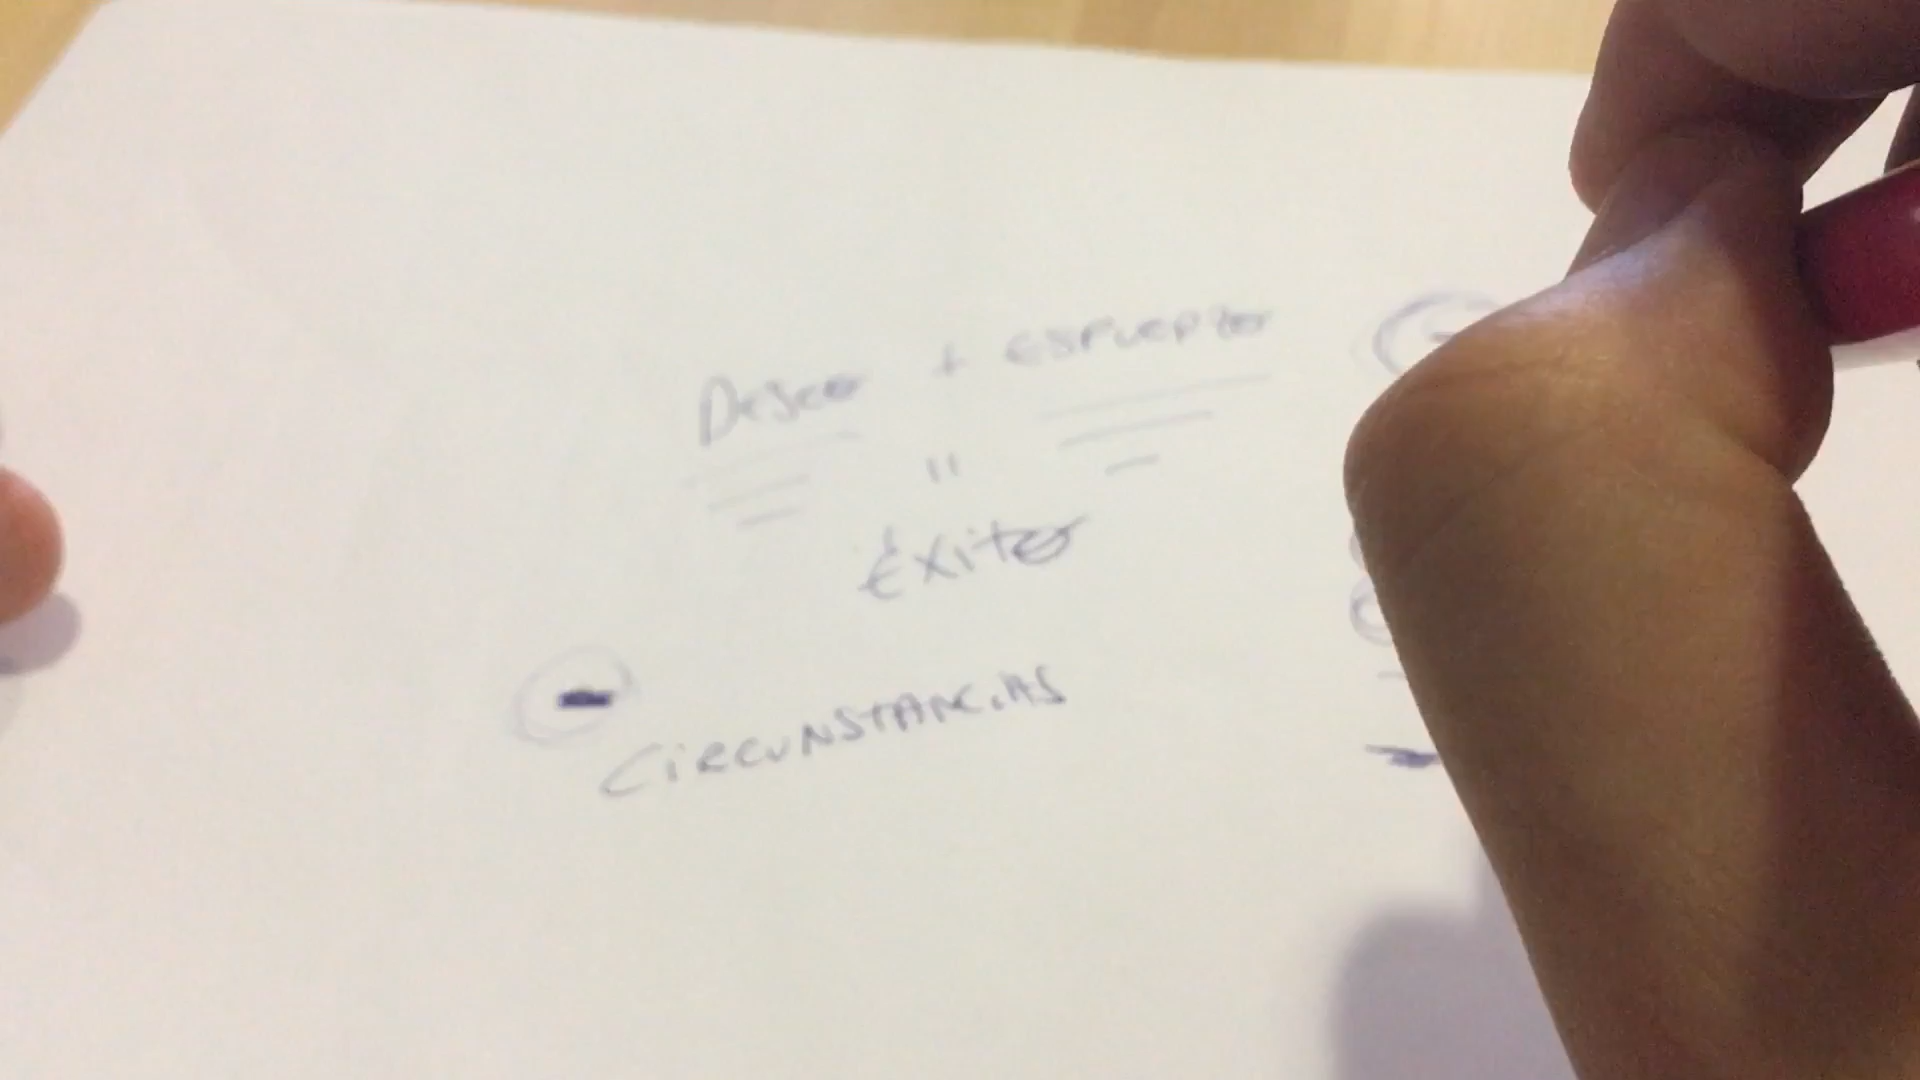 Deseo + esfuerzo
"
Éxito
-
CIRCUNSTANCIAS